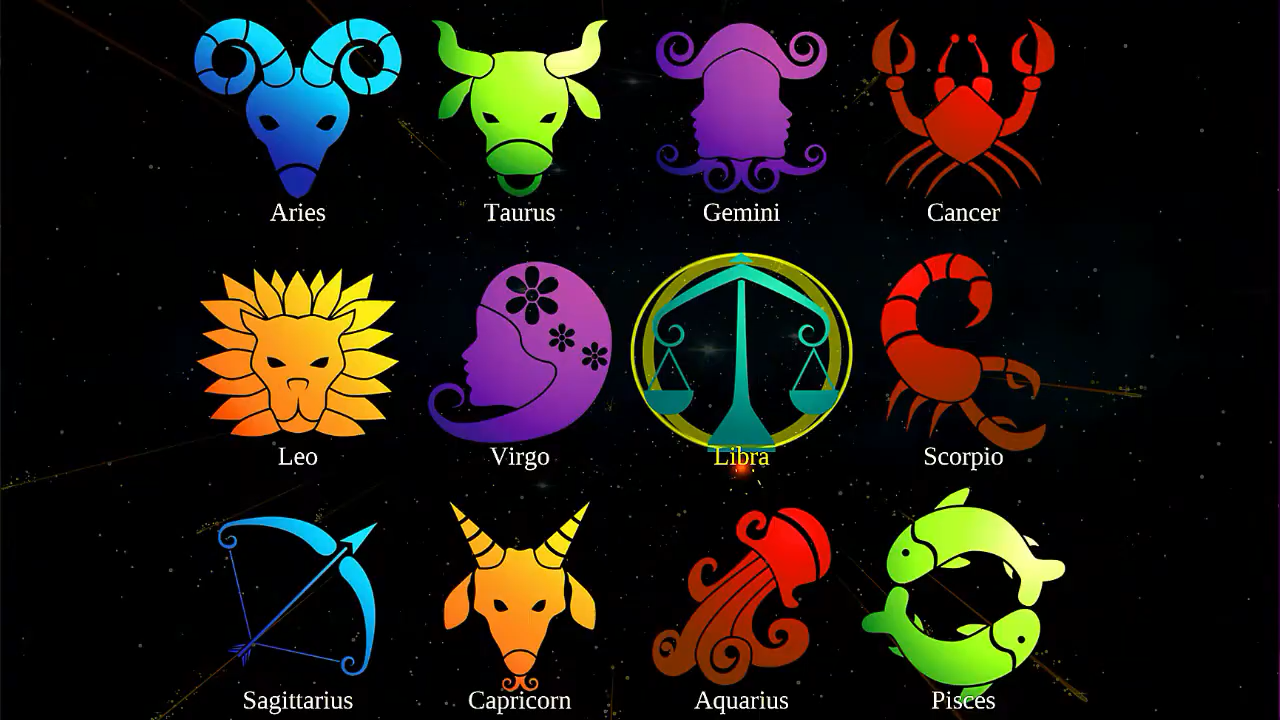 Aries
Taurus
Gemini
Cancer
Leo
Virgo
Libra
Scorpio
Sagittarius
Capricorn
Aquarius
Pisces